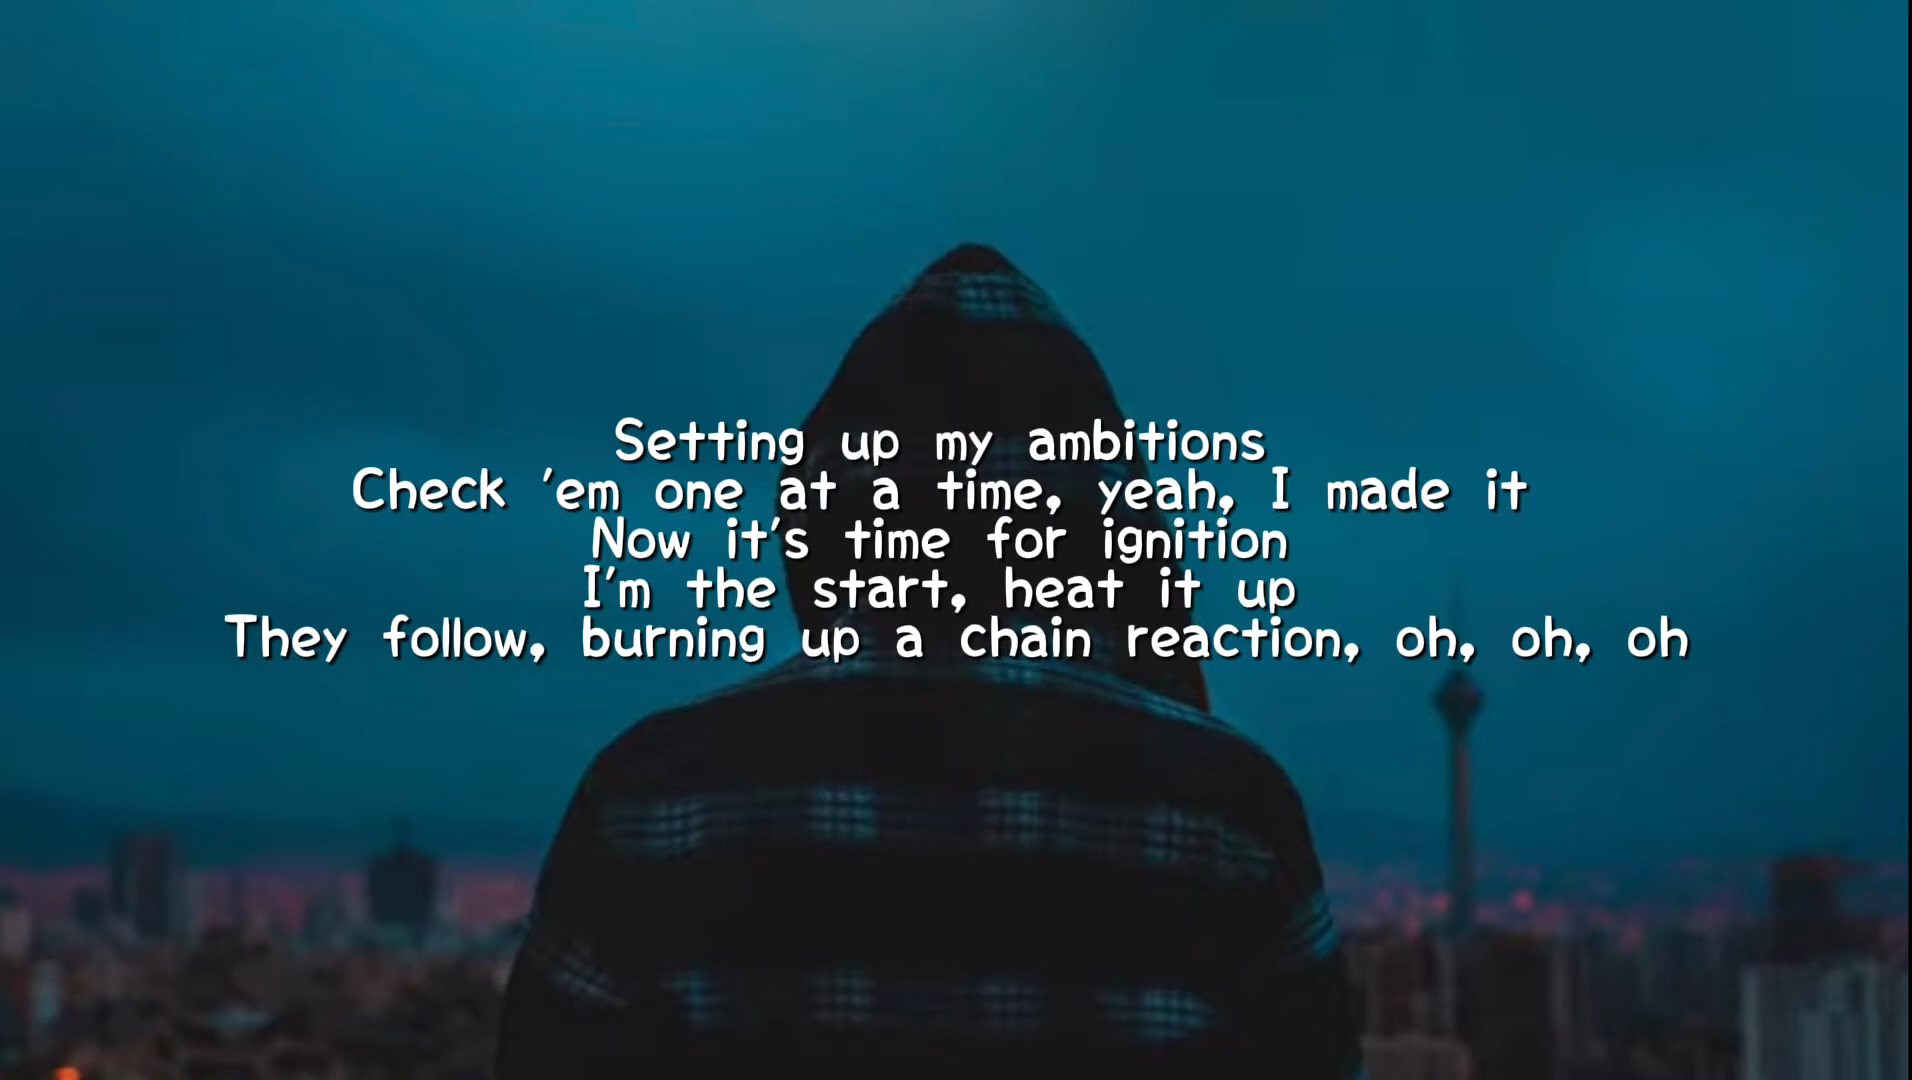 Setting up my ambitions
Check 'em one at a time, yeah, I made it
Now it's time for ignition
I'm the start, heat it up
They follow, burning up a chain reaction, oh, oh, oh